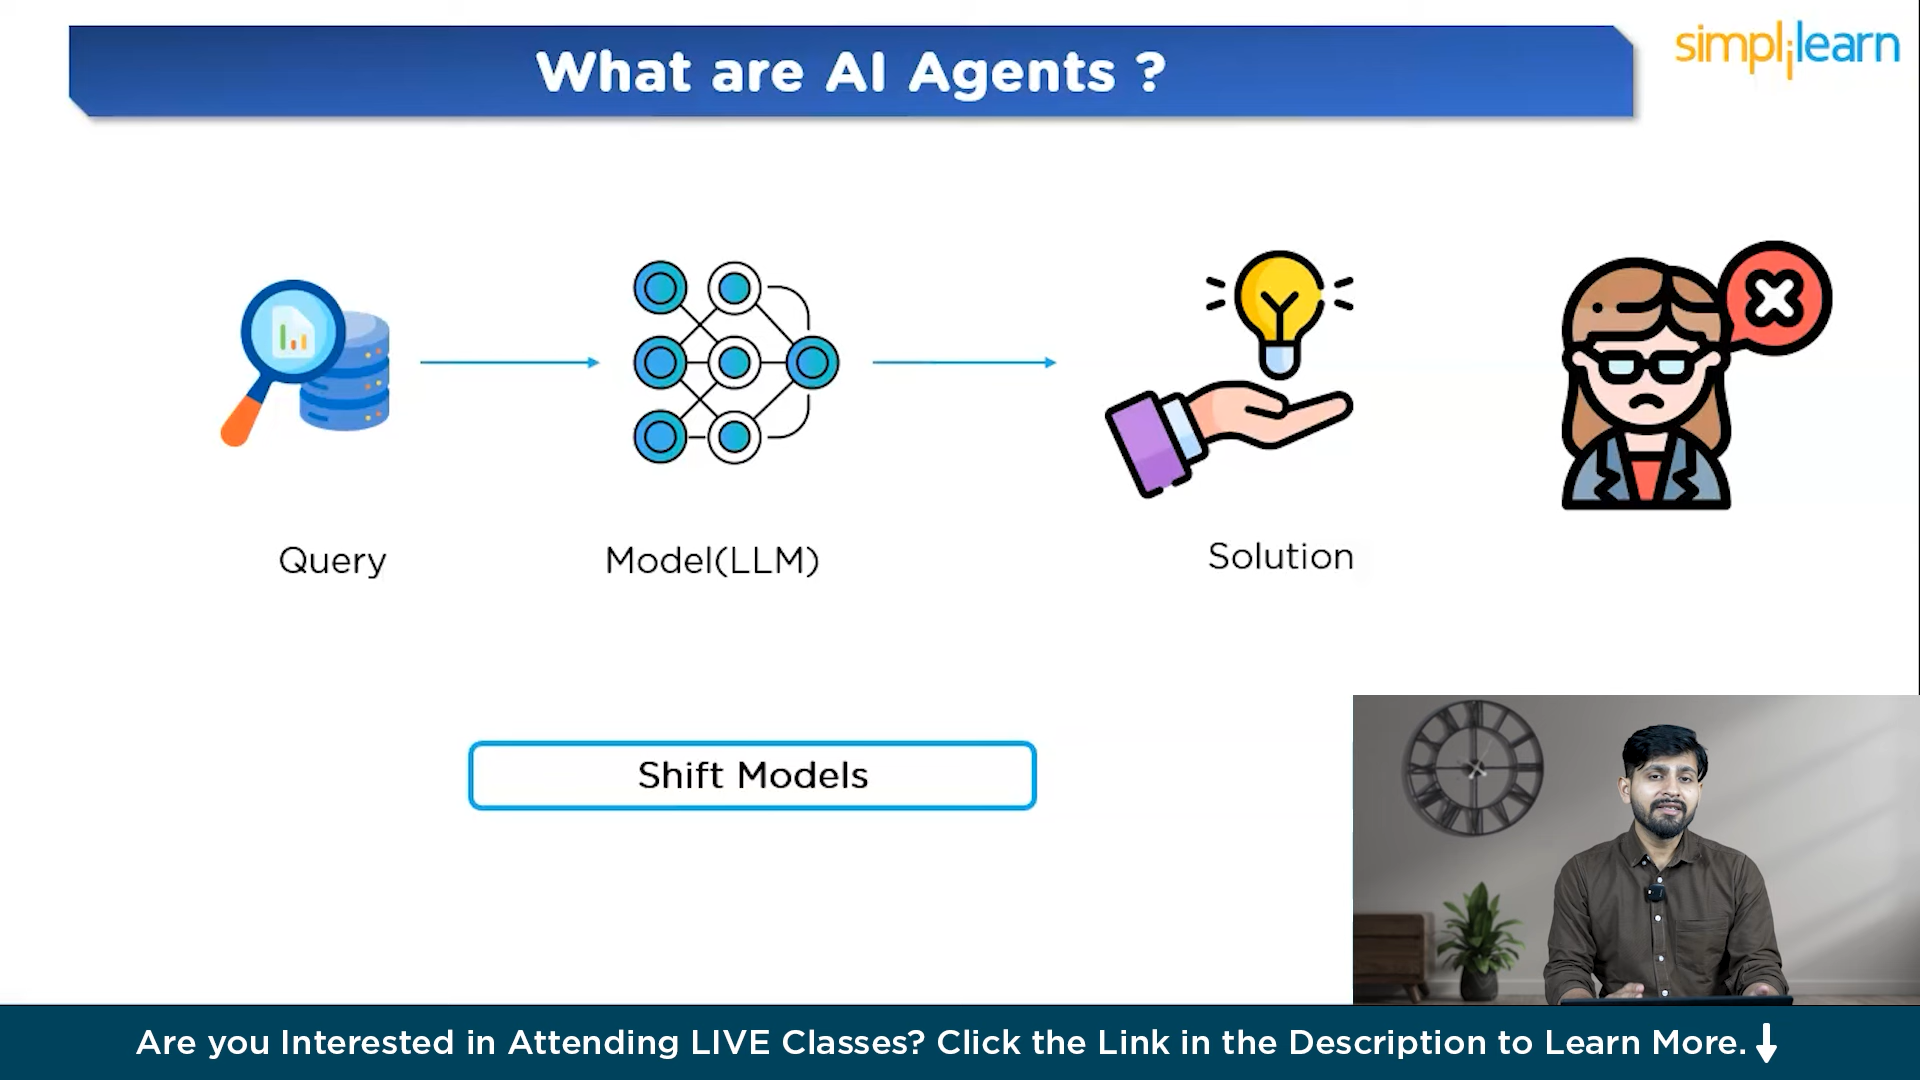 What are AI Agents ?
simplilearn
Query
Model(LLM)
Solution
Shift Models
Are you Interested in Attending LIVE Classes? Click the Link in the Description to Learn More.